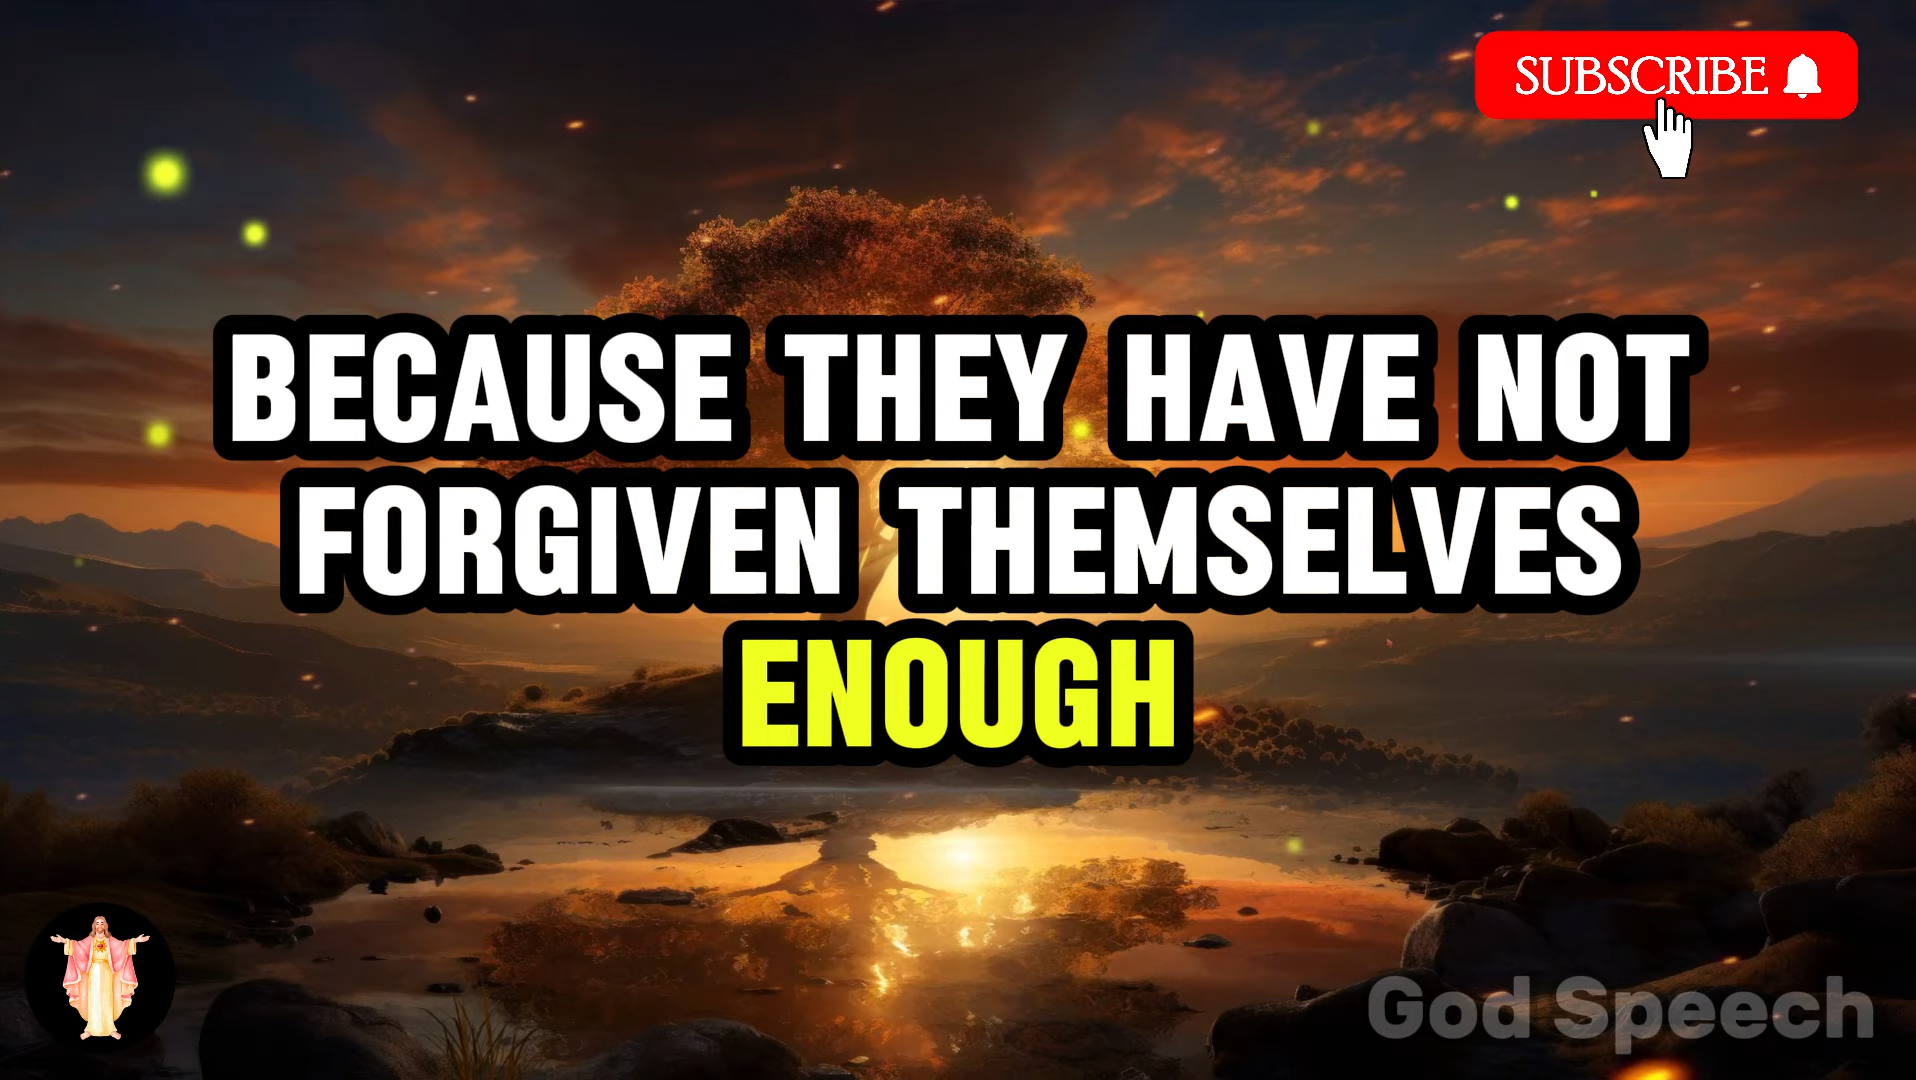 SUBSCRIBE
BECAUSE THEY HAVE NOT
FORGIVEN THEMSELVES
ENOUGH
God Speech